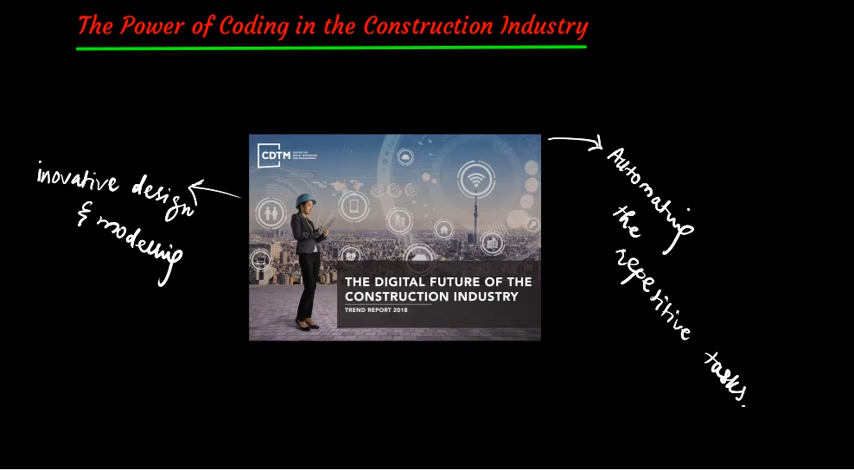 The Power of Coding in the Construction Industry
inovative design
& modelling
Automating
the
repetitive tasks.
CDTM
THE DIGITAL FUTURE OF THE
CONSTRUCTION INDUSTRY
TREND REPORT 2018